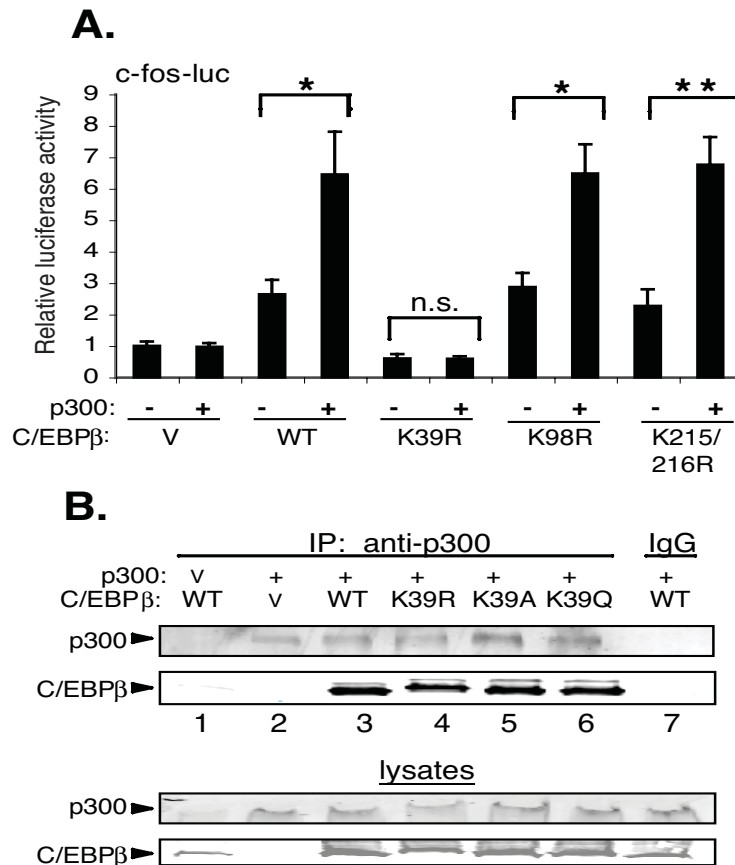 A.
c-fos-luc
Relative luciferase activity
9
8
7
6
5
4
3
2
1
0
* n.s. * **
p300: - + - + - + - + - +
C/EBPβ: V WT K39R K98R K215/
216R
B.
IP: anti-p300 IgG
p300: V + + + + + +
C/EBPβ: WT V WT K39R K39A K39Q WT
p300
C/EBPβ
1 2 3 4 5 6 7
lysates
p300
C/EBPβ